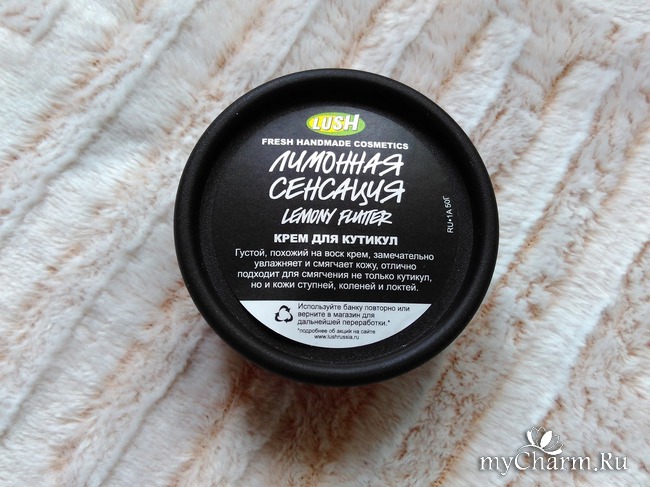 LUSH
FRESH HANDMADE COSMETICS
ЛИМОННАЯ
СЕНСАЦИЯ
LEMONY FLUTTER
КРЕМ ДЛЯ КУТИКУЛ
Густой, похожий на воск крем, замечательно
увлажняет и смягчает кожу, отлично
подходит для смягчения не только кутикул,
но и кожи ступней, коленей и локтей.
RU•1A 50Г
Используйте банку повторно или
верните в магазин для
дальнейшей переработки.*
*подробнее об акции на сайте
www.lushrussia.ru
myCharm.Ru